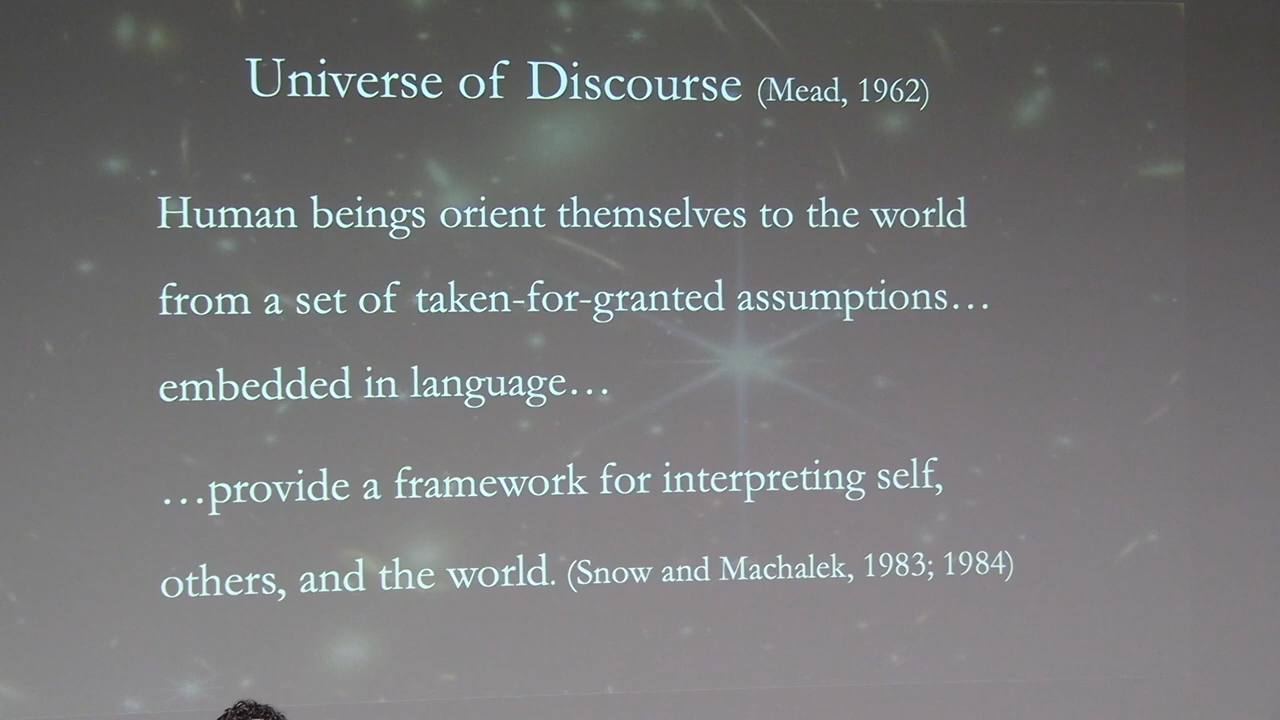 Universe of Discourse (Mead, 1962)
Human beings orient themselves to the world
from a set of taken-for-granted assumptions…
embedded in language…
…provide a framework for interpreting self,
others, and the world. (Snow and Machalek, 1983; 1984)